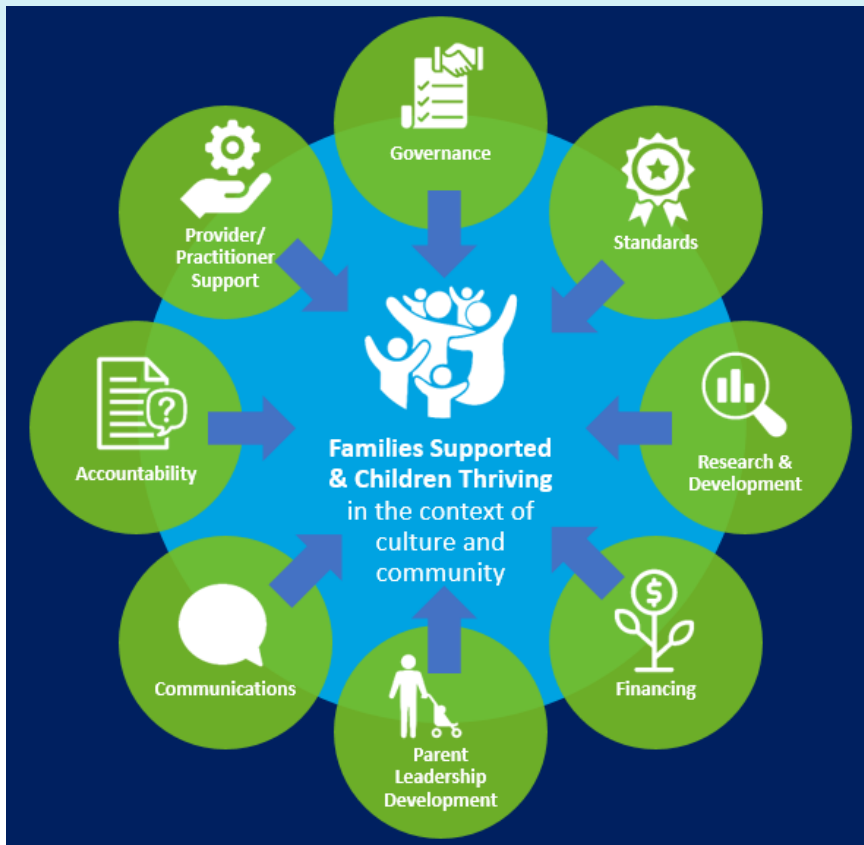 Governance
Standards
Research &
Development
$
Financing
Parent
Leadership
Development
Communications
?
Accountability
Provider/
Practitioner
Support
Families Supported
& Children Thriving
in the context of
culture and
community